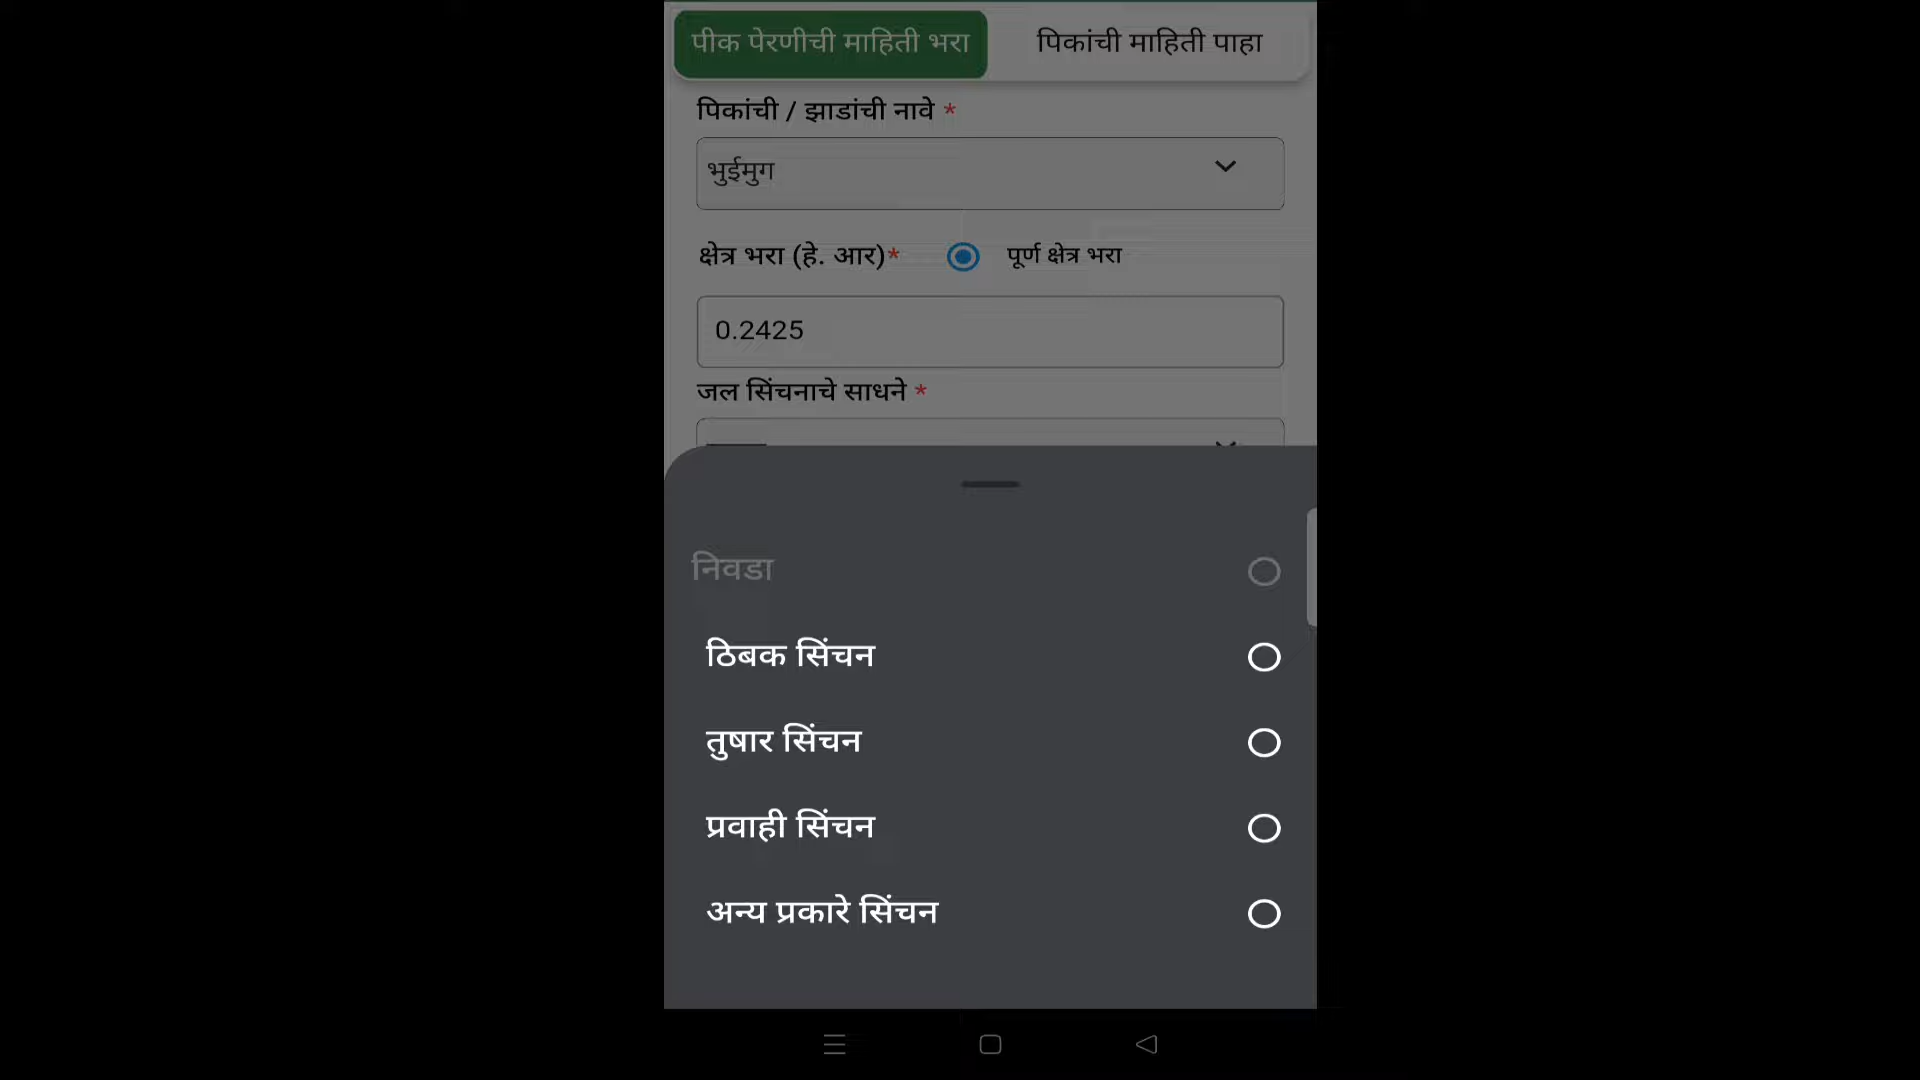 पीक पेरणीची माहिती भरा पिकांची माहिती पाहा
पिकांची / झाडांची नावे *
भुईमुग
क्षेत्र भरा (हे. आर)* पूर्ण क्षेत्र भरा
0.2425
जल सिंचनाचे साधने *
निवडा
ठिबक सिंचन
तुषार सिंचन
प्रवाही सिंचन
अन्य प्रकारे सिंचन